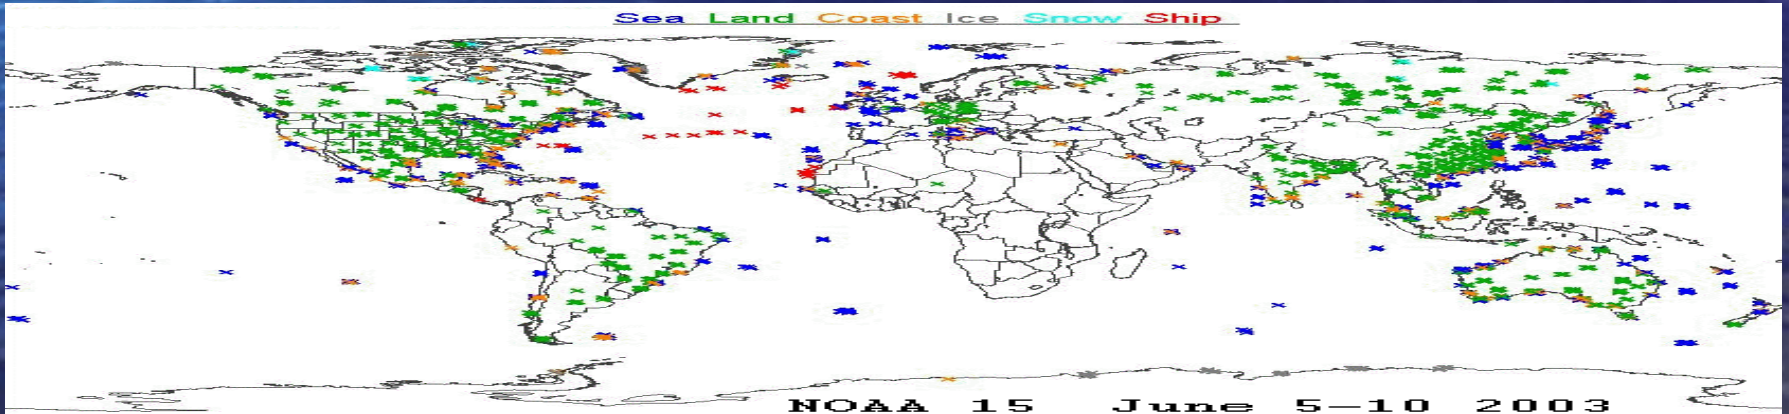 Sea Land Coast Ice Snow Ship
NOAA 15 June 5-10 2003